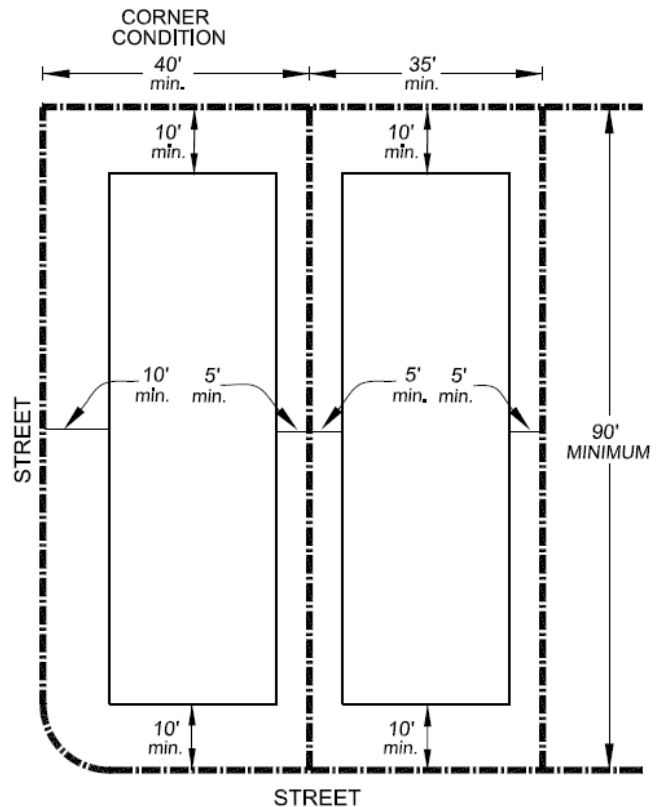 CORNER
CONDITION
40'
min.
35'
min.
10'
min.
10'
min.
10'
min.
5'
min.
5'
min.
5'
min.
STREET
90'
MINIMUM
10'
min.
10'
min.
STREET